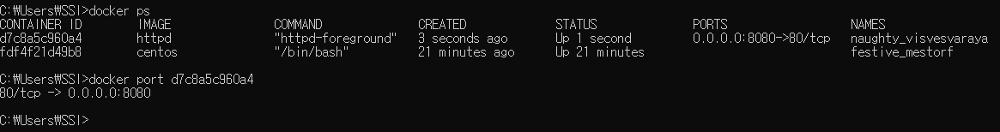 C:₩Users₩SSI>docker ps
CONTAINER ID IMAGE COMMAND CREATED STATUS PORTS NAMES
d7c8a5c960a4 httpd "httpd-foreground" 3 seconds ago Up 1 second 0.0.0.0:8080->80/tcp naughty_visvesvaraya
fdf4f21d49b8 centos "/bin/bash" 21 minutes ago Up 21 minutes festive_mestorf
C:₩Users₩SSI>docker port d7c8a5c960a4
80/tcp -> 0.0.0.0:8080
C:₩Users₩SSI>